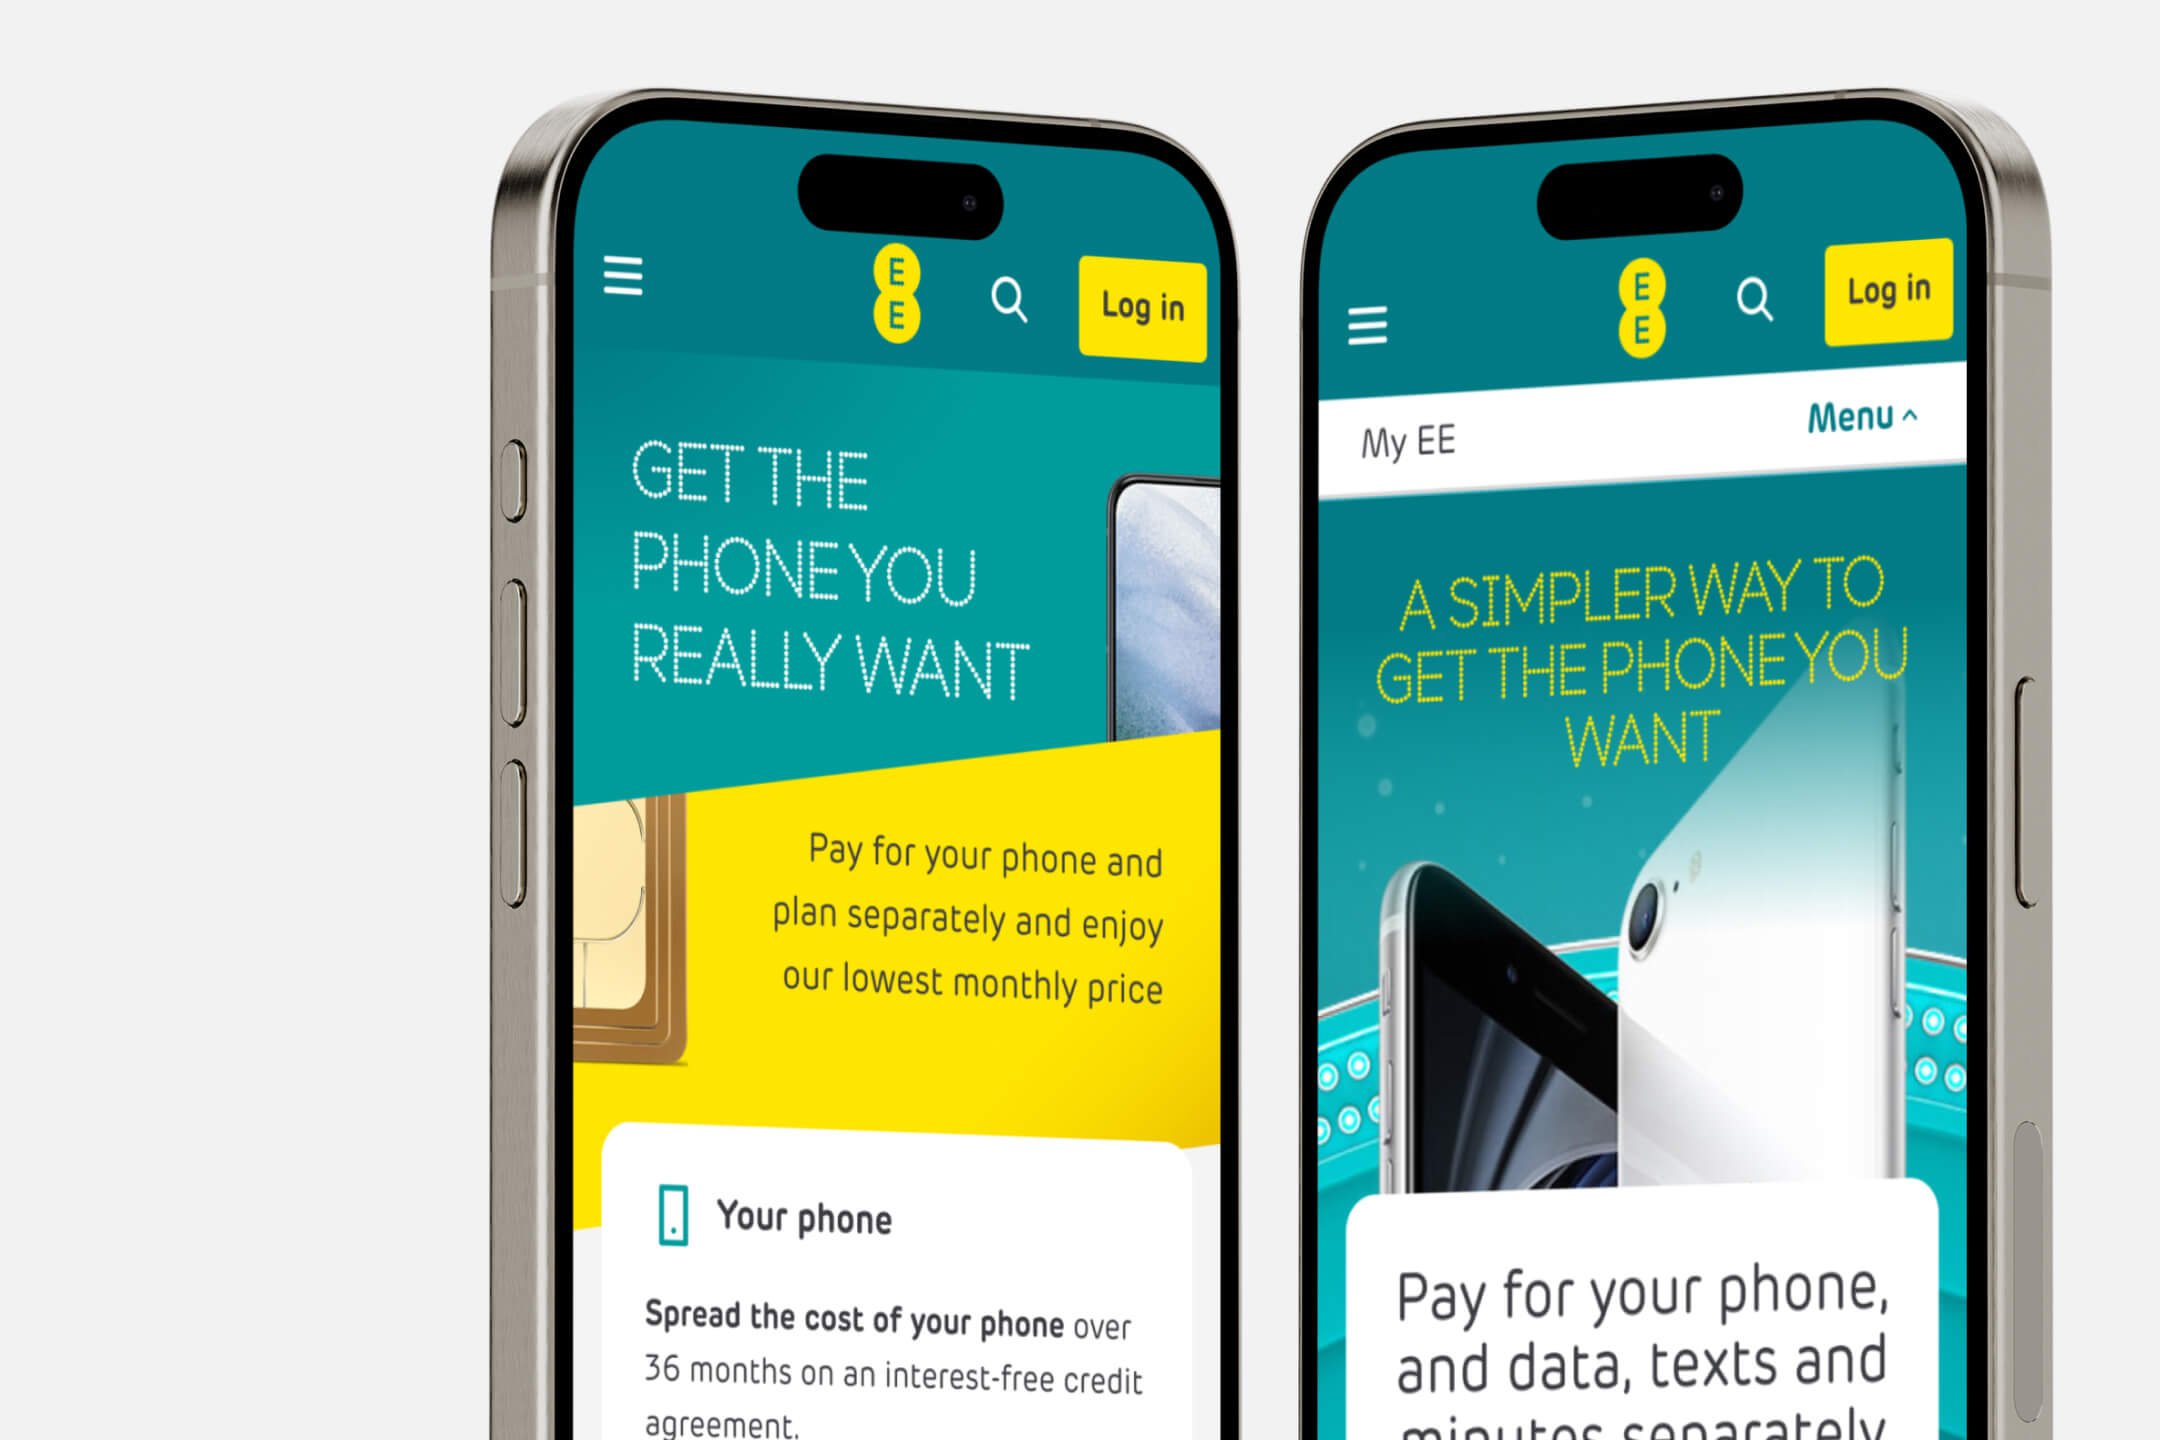 E
E
Log in
GET THE
PHONE YOU
REALLY WANT
Pay for your phone and
plan separately and enjoy
our lowest monthly price
Your phone
Spread the cost of your phone over
36 months on an interest-free credit
agreement.
E
E
Log in
My EE
Menu
A SIMPLER WAY TO
GET THE PHONE YOU
WANT
Pay for your phone,
and data, texts and
minutes separately